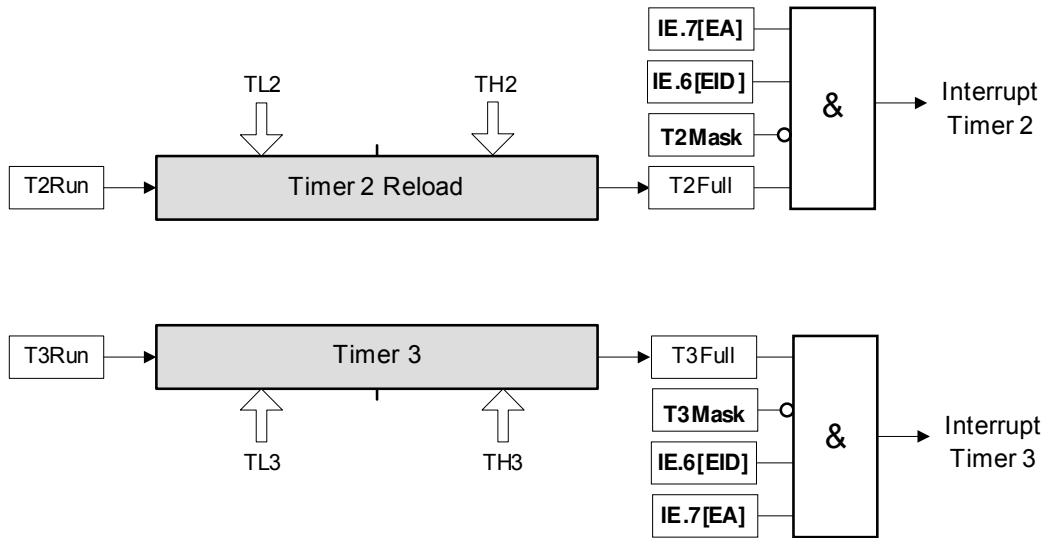 IE.7[EA]
IE.6[EID]
T2Mask
T2Full
&
Interrupt
Timer 2
TL2
TH2
T2Run
Timer 2 Reload
T3Run
Timer 3
TL3
TH3
T3Full
T3Mask
IE.6[EID]
IE.7[EA]
&
Interrupt
Timer 3